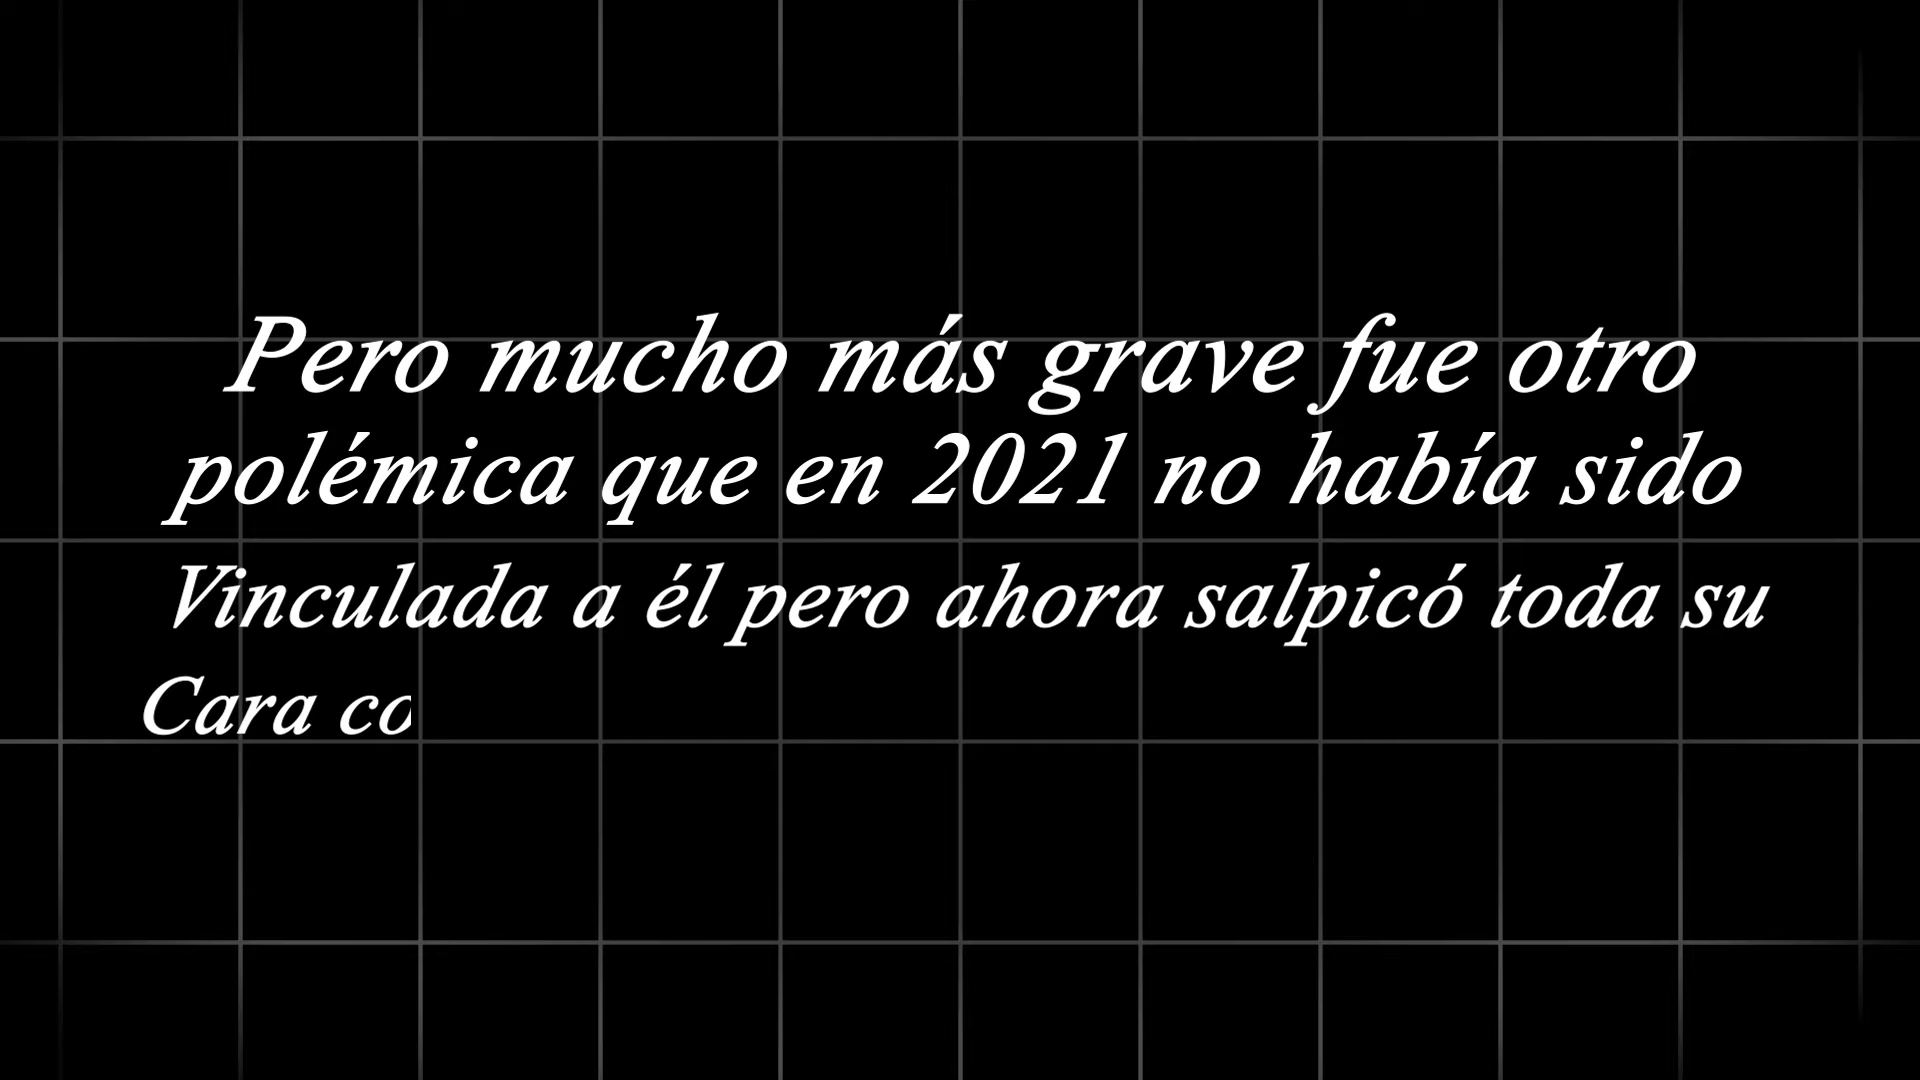 Pero mucho más grave fue otro
polémica que en 2021 no había sido
Vinculada a él pero ahora salpicó toda su
Cara co